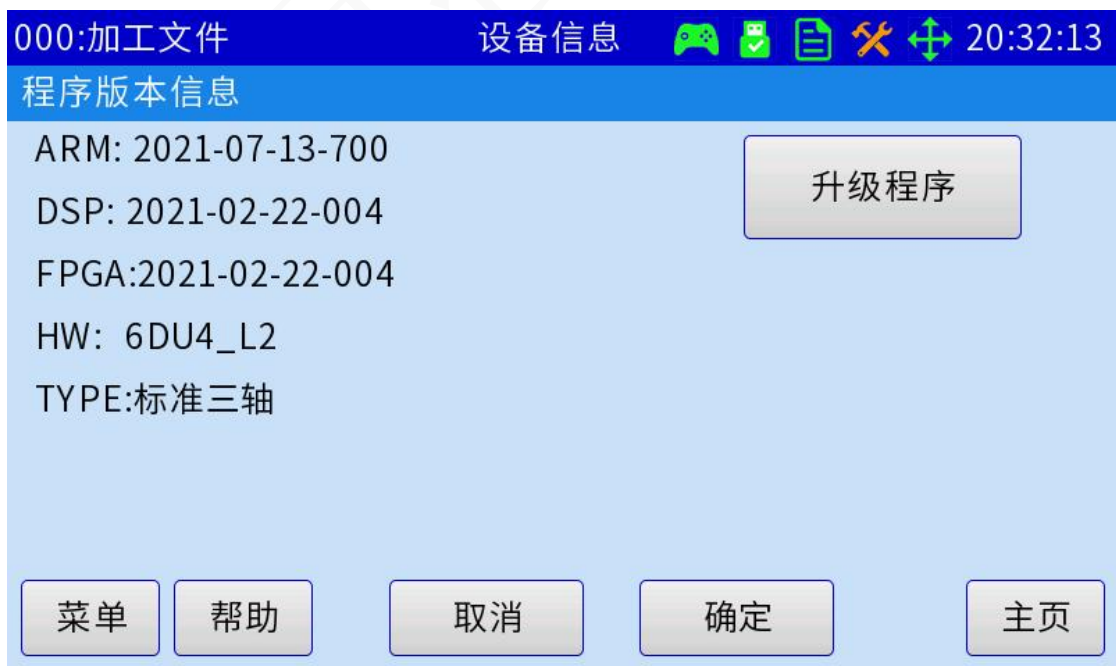 000:加工文件 设备信息 20:32:13
程序版本信息
ARM: 2021-07-13-700
升级程序
DSP: 2021-02-22-004
FPGA:2021-02-22-004
HW: 6DU4_L2
TYPE:标准三轴
菜单 帮助 取消 确定 主页